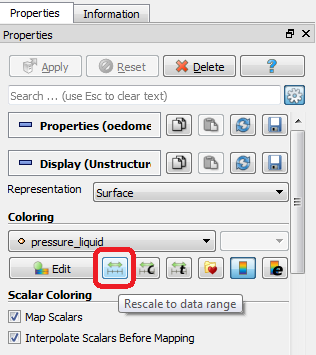 Properties Information
Properties
Apply Reset Delete ?
Search ... (use Esc to clear text)
Properties (oedome
Display (Unstructure
Representation Surface
Coloring
pressure_liquid
Edit c t e
Rescale to data range
Scalar Coloring
Map Scalars
Interpolate Scalars Before Mapping